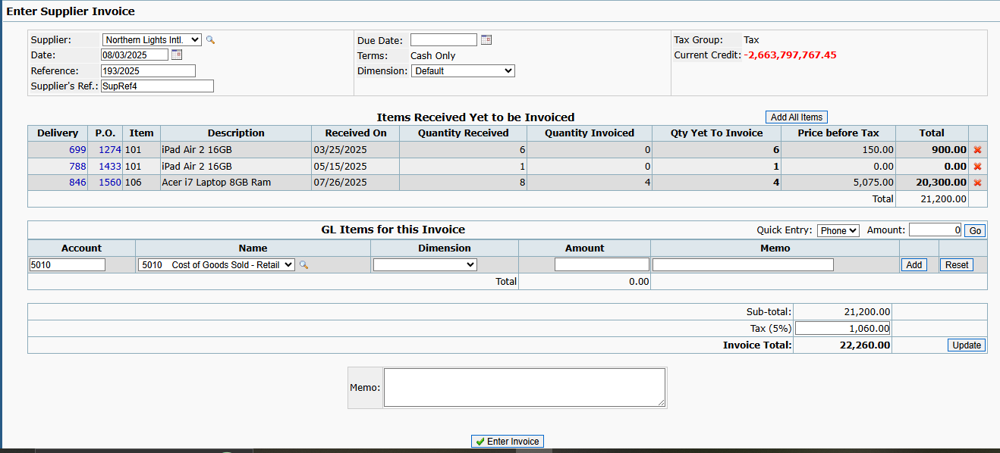 Enter Supplier Invoice
Supplier: Northern Lights Intl. Due Date: Tax Group: Tax
Date: 08/03/2025 Terms: Cash Only Current Credit: -2,663,797,767.45
Reference: 193/2025 Dimension: Default
Supplier's Ref.: SupRef4
Items Received Yet to be Invoiced Add All Items
Delivery P.O. Item Description Received On Quantity Received Quantity Invoiced Qty Yet To Invoice Price before Tax Total
699 1274 101 iPad Air 2 16GB 03/25/2025 6 0 6 150.00 900.00
788 1433 101 iPad Air 2 16GB 05/15/2025 1 0 1 0.00 0.00
846 1560 106 Acer i7 Laptop 8GB Ram 07/26/2025 8 4 4 5,075.00 20,300.00
Total 21,200.00
GL Items for this Invoice Quick Entry: Phone Amount: 0 Go
Account Name Dimension Amount Memo
5010 5010 Cost of Goods Sold - Retail Add Reset
Total 0.00
Sub-total: 21,200.00
Tax (5%) 1,060.00
Invoice Total: 22,260.00 Update
Memo:
Enter Invoice